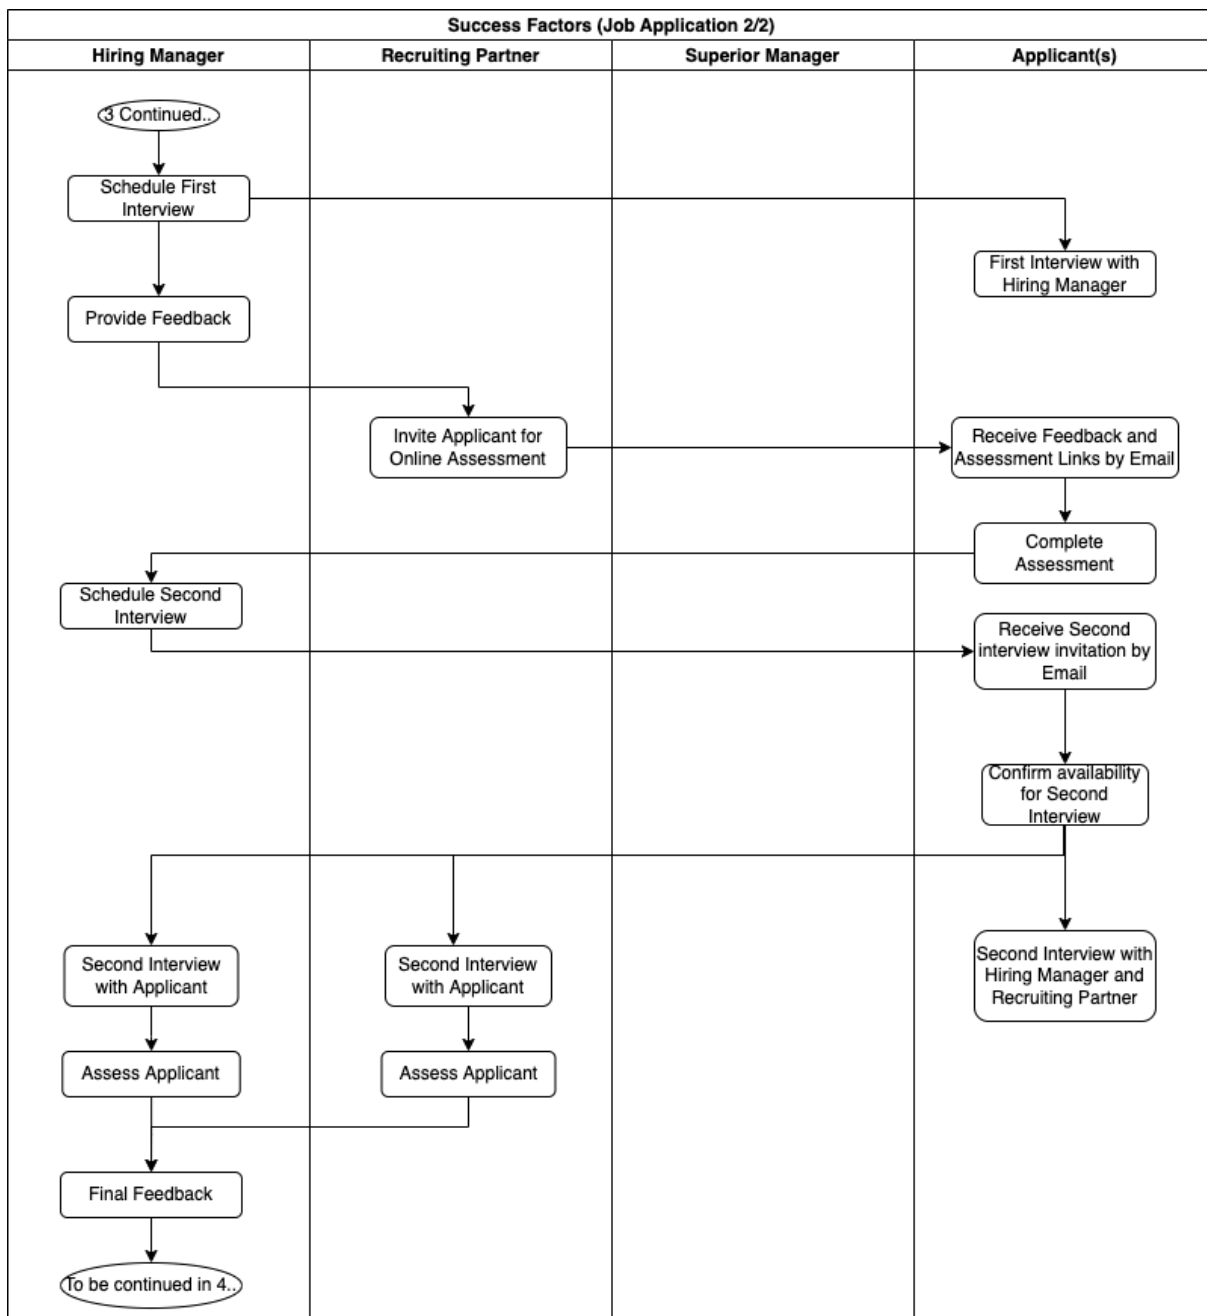 Success Factors (Job Application 2/2)
Hiring Manager
Recruiting Partner
Superior Manager
Applicant(s)
3 Continued..
Schedule First
Interview
First Interview with
Hiring Manager
Provide Feedback
Invite Applicant for
Online Assessment
Receive Feedback and
Assessment Links by Email
Complete
Assessment
Schedule Second
Interview
Receive Second
interview invitation by
Email
Confirm availability
for Second
Interview
Second Interview
with Applicant
Second Interview
with Applicant
Second Interview with
Hiring Manager and
Recruiting Partner
Assess Applicant
Assess Applicant
Final Feedback
To be continued in 4..